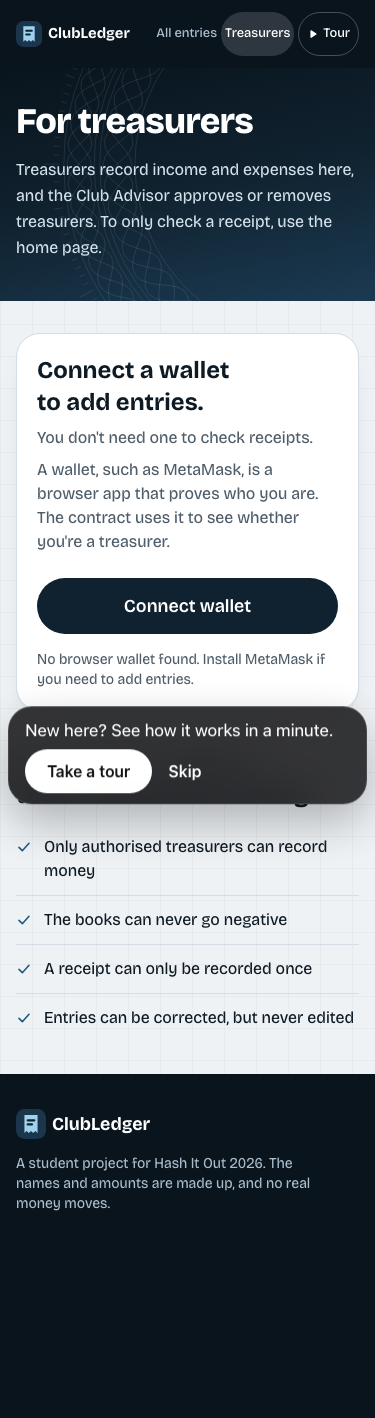 ClubLedger
All entries
Treasurers
Tour
For treasurers
Treasurers record income and expenses here,
and the Club Advisor approves or removes
treasurers. To only check a receipt, use the
home page.
Connect a wallet
to add entries.
You don't need one to check receipts.
A wallet, such as MetaMask, is a
browser app that proves who you are.
The contract uses it to see whether
you're a treasurer.
Connect wallet
No browser wallet found. Install MetaMask if
you need to add entries.
New here? See how it works in a minute.
Take a tour
Skip
Only authorised treasurers can record
money
The books can never go negative
A receipt can only be recorded once
Entries can be corrected, but never edited
ClubLedger
A student project for Hash It Out 2026. The
names and amounts are made up, and no real
money moves.